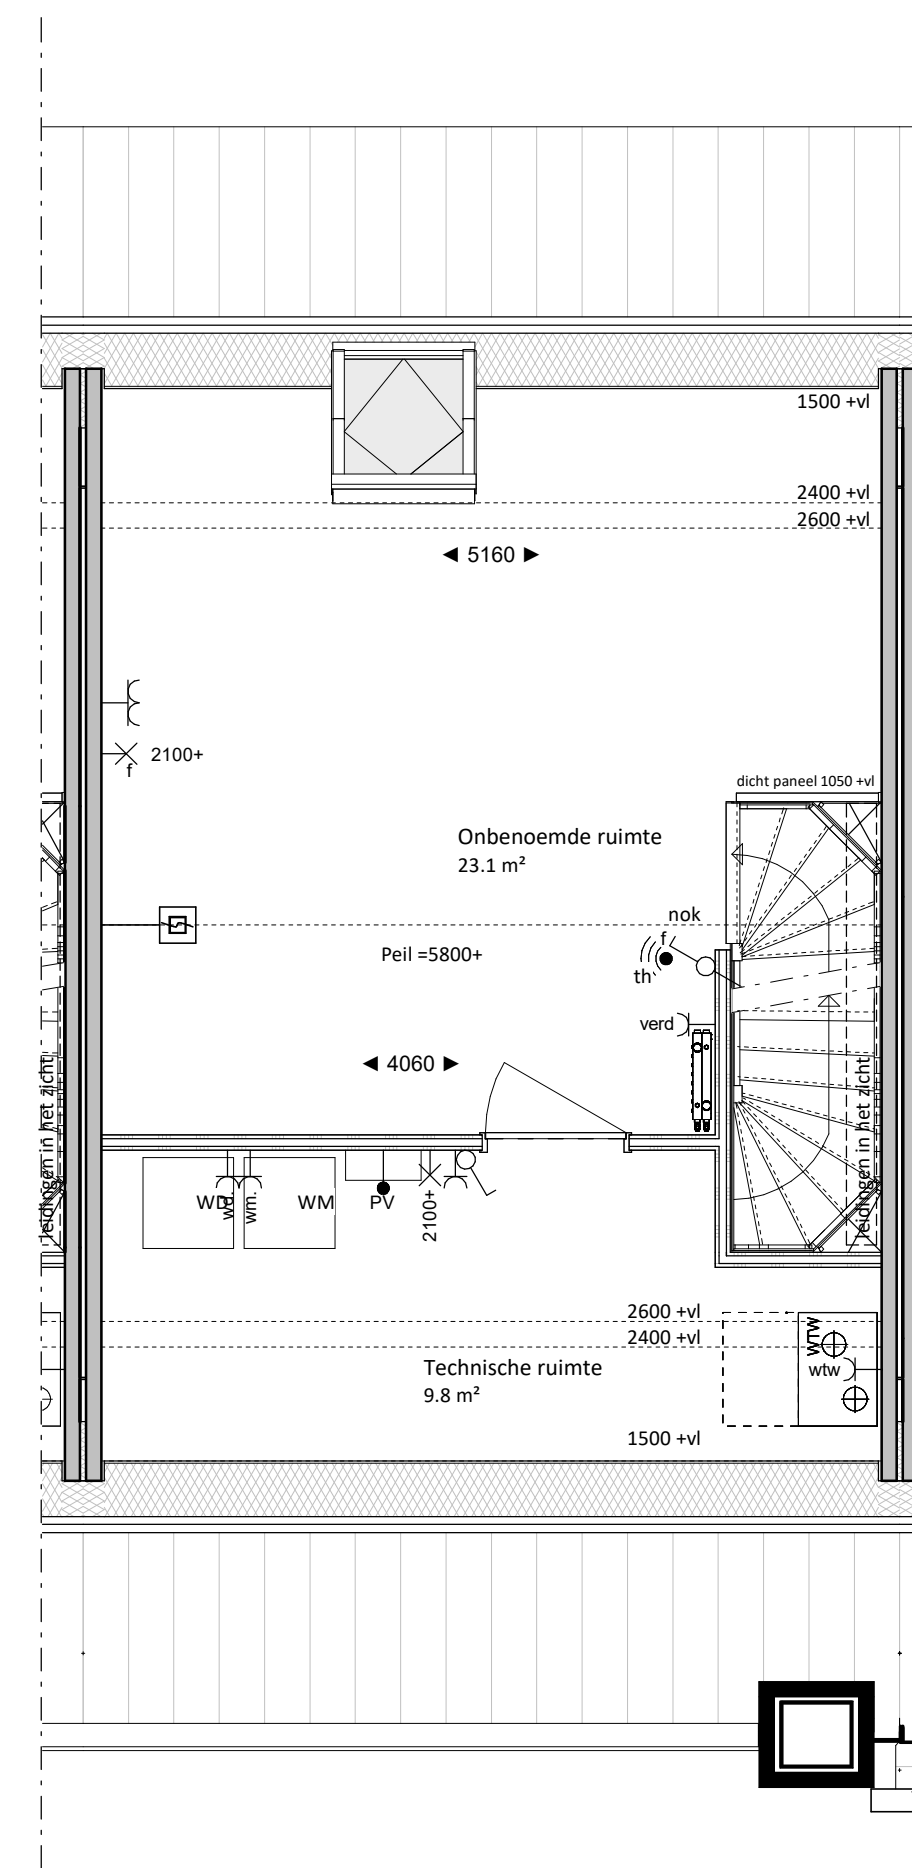 1500 +vl
2400 +vl
2600 +vl
◄ 5160 ►
2100+
f
dicht paneel 1050 +vl
Onbenoemde ruimte
23.1 m²
nok
f
th
Peil =5800+
verd
◄ 4060 ►
leidingen in het zicht
leidingen in het zicht
WD
wd.
wm.
WM
PV
2100+
2600 +vl
2400 +vl
WTW
wtw
Technische ruimte
9.8 m²
1500 +vl